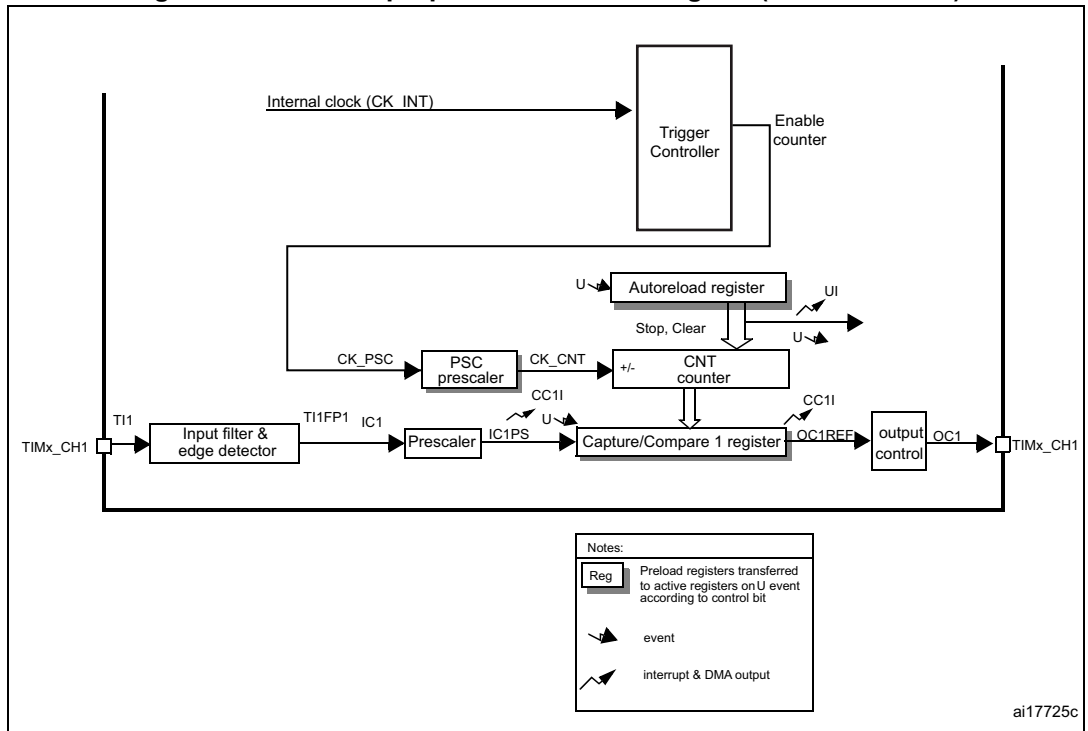 Internal clock (CK_INT)
Trigger
Controller
Enable
counter
U
Autoreload register
UI
Stop, Clear
U
CK_PSC
PSC
prescaler
CK_CNT
+/-
CNT
counter
CC1I
U
CC1I
TIMx_CH1
TI1
Input filter &
edge detector
TI1FP1
IC1
Prescaler
IC1PS
Capture/Compare 1 register
OC1REF
output
control
OC1
TIMx_CH1
Notes:
Reg
Preload registers transferred
to active registers on U event
according to control bit
event
interrupt & DMA output
ai17725c